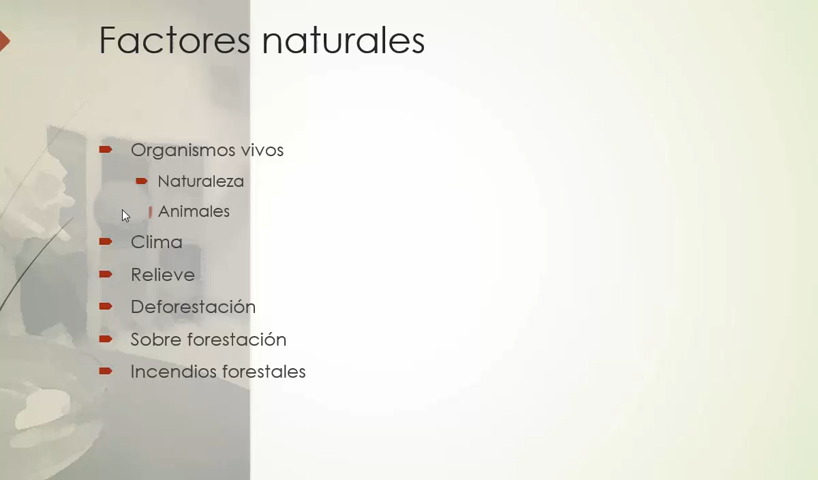 Factores naturales
Organismos vivos
Naturaleza
Animales
Clima
Relieve
Deforestación
Sobre forestación
Incendios forestales